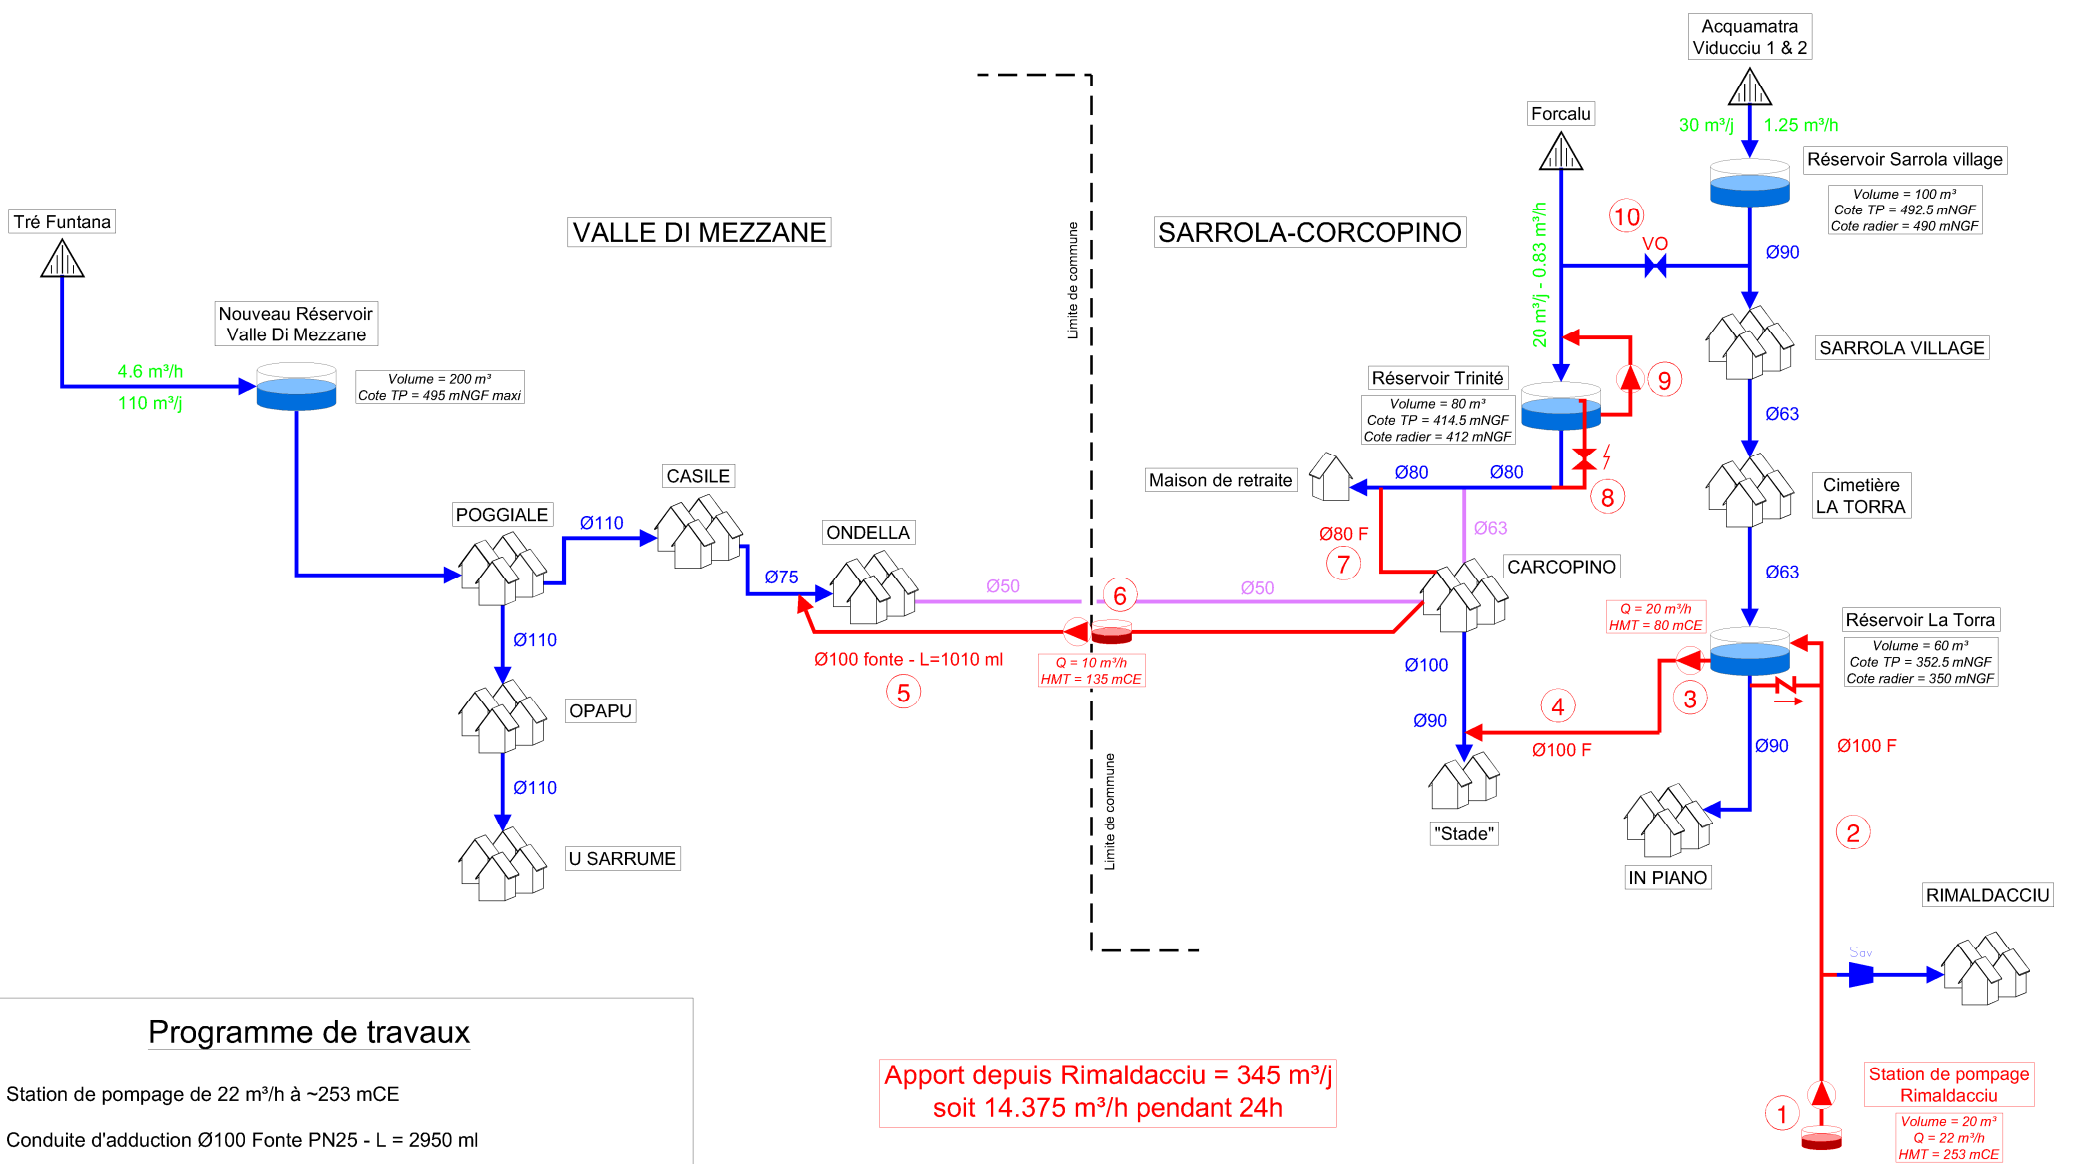 Acquamatra
Viducciu 1 & 2
Forcalu
30 m³/j
1.25 m³/h
Réservoir Sarrola village
Volume = 100 m³
Cote TP = 492.5 mNGF
Cote radier = 490 mNGF
Tré Funtana
VALLE DI MEZZANE
Limite de commune
SARROLA-CORCOPINO
20 m³/j - 0.83 m³/h
10
VO
Ø90
Nouveau Réservoir
Valle Di Mezzane
SARROLA VILLAGE
4.6 m³/h
110 m³/j
Volume = 200 m³
Cote TP = 495 mNGF maxi
Réservoir Trinité
Volume = 80 m³
Cote TP = 414.5 mNGF
Cote radier = 412 mNGF
9
Ø63
CASILE
Maison de retraite
Ø80
Ø80
8
Cimetière
LA TORRA
POGGIALE
Ø110
ONDELLA
Ø80 F
7
Ø63
CARCOPINO
Ø63
Ø75
Ø50
6
Ø50
Q = 20 m³/h
HMT = 80 mCE
Réservoir La Torra
Volume = 60 m³
Cote TP = 352.5 mNGF
Cote radier = 350 mNGF
Ø110
Ø100 fonte - L=1010 ml
5
Q = 10 m³/h
HMT = 135 mCE
Ø100
3
4
OPAPU
Ø90
Ø100 F
Ø90
Ø100 F
Limite de commune
Ø110
"Stade"
2
U SARRUME
IN PIANO
RIMALDACCIU
Sav
Programme de travaux
Station de pompage de 22 m³/h à ~253 mCE
Conduite d'adduction Ø100 Fonte PN25 - L = 2950 ml
Apport depuis Rimaldacciu = 345 m³/j
soit 14.375 m³/h pendant 24h
1
Station de pompage
Rimaldacciu
Volume = 20 m³
Q = 22 m³/h
HMT = 253 mCE